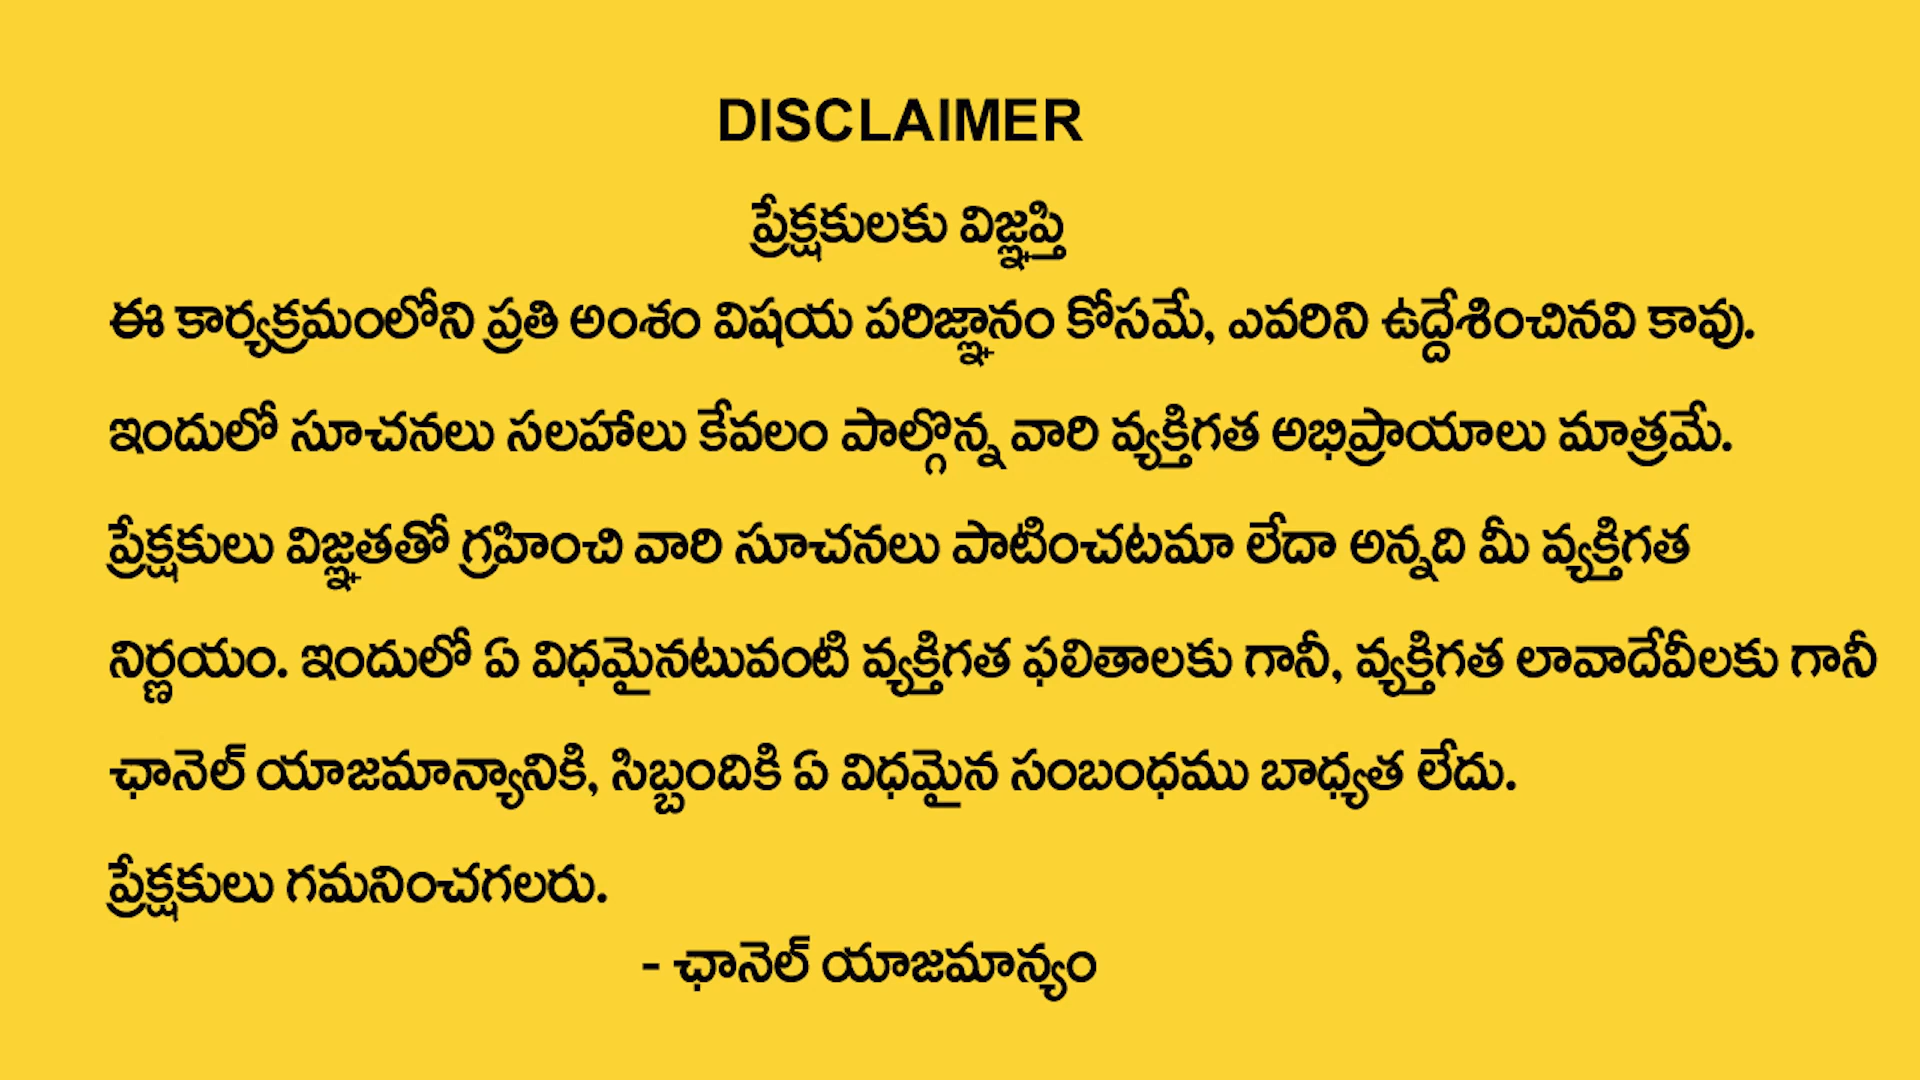 DISCLAIMER
ప్రేక్షకులకు విజ్ఞప్తి
ఈ కార్యక్రమంలోని ప్రతి అంశం విషయ పరిజ్ఞానం కోసమే, ఎవరిని ఉద్దేశించినవి కావు.
ఇందులో సూచనలు సలహాలు కేవలం పాల్గొన్న వారి వ్యక్తిగత అభిప్రాయాలు మాత్రమే.
ప్రేక్షకులు విజ్ఞతతో గ్రహించి వారి సూచనలు పాటించటమా లేదా అన్నది మీ వ్యక్తిగత
నిర్ణయం. ఇందులో ఏ విధమైనటువంటి వ్యక్తిగత ఫలితాలకు గానీ, వ్యక్తిగత లావాదేవీలకు గానీ
ఛానెల్ యాజమాన్యానికి, సిబ్బందికి ఏ విధమైన సంబంధము బాధ్యత లేదు.
ప్రేక్షకులు గమనించగలరు.
- ఛానెల్ యాజమాన్యం